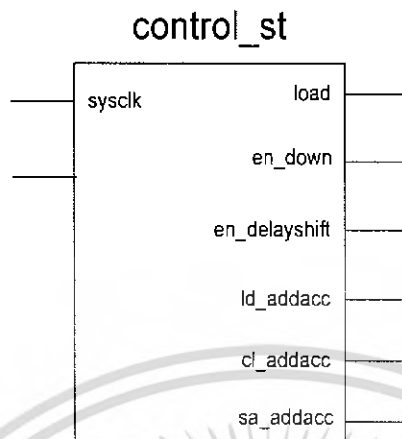 control_st
sysclk
load
en_down
en_delayshift
ld_addacc
cl_addacc
sa_addacc